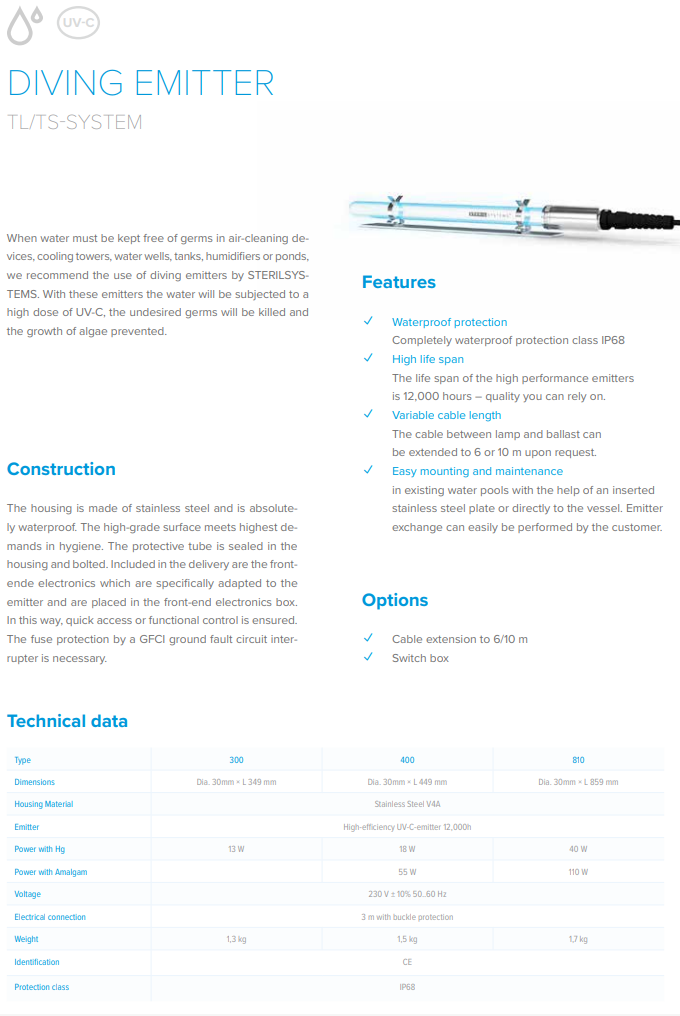 UV-C
DIVING EMITTER
TL/TS-SYSTEM
When water must be kept free of germs in air-cleaning de-
vices, cooling towers, water wells, tanks, humidifiers or ponds,
we recommend the use of diving emitters by STERILSYS-
TEMS. With these emitters the water will be subjected to a
high dose of UV-C, the undesired germs will be killed and
the growth of algae prevented.
Construction
The housing is made of stainless steel and is absolute-
ly waterproof. The high-grade surface meets highest de-
mands in hygiene. The protective tube is sealed in the
housing and bolted. Included in the delivery are the front-
ende electronics which are specifically adapted to the
emitter and are placed in the front-end electronics box.
In this way, quick access or functional control is ensured.
The fuse protection by a GFCI ground fault circuit inter-
rupter is necessary.
Features
Waterproof protection
Completely waterproof protection class IP68
High life span
The life span of the high performance emitters
is 12,000 hours – quality you can rely on.
Variable cable length
The cable between lamp and ballast can
be extended to 6 or 10 m upon request.
Easy mounting and maintenance
in existing water pools with the help of an inserted
stainless steel plate or directly to the vessel. Emitter
exchange can easily be performed by the customer.
Options
Cable extension to 6/10 m
Switch box
Technical data
Type 300 400 810
Dimensions Dia. 30mm × L 349 mm Dia. 30mm × L 449 mm Dia. 30mm × L 859 mm
Housing Material Stainless Steel V4A
Emitter High-efficiency UV-C-emitter 12,000h
Power with Hg 13 W 18 W 40 W
Power with Amalgam 55 W 110 W
Voltage 230 V ± 10% 50..60 Hz
Electrical connection 3 m with buckle protection
Weight 1,3 kg 1,5 kg 1,7 kg
Identification CE
Protection class IP68